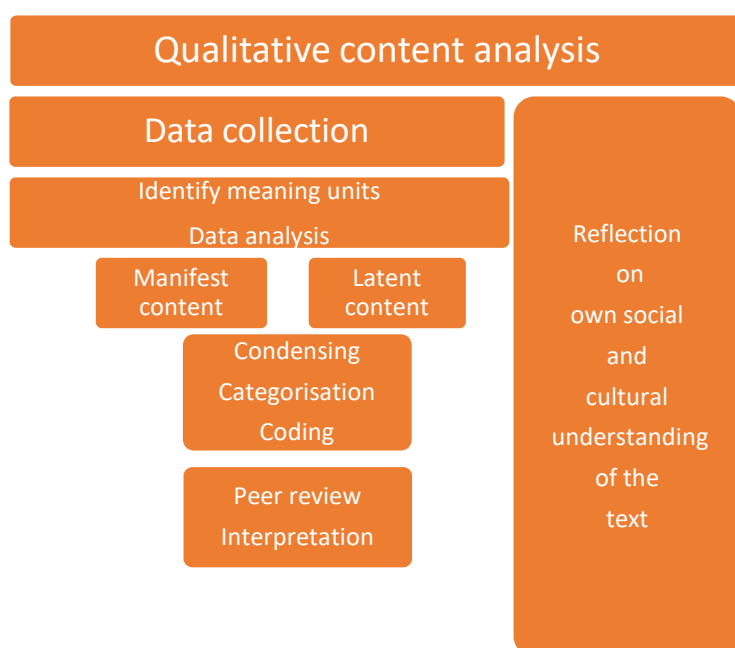 Qualitative content analysis
Data collection
Identify meaning units
Data analysis
Manifest
content
Latent
content
Condensing
Categorisation
Coding
Peer review
Interpretation
Reflection
on
own social
and
cultural
understanding
of the
text